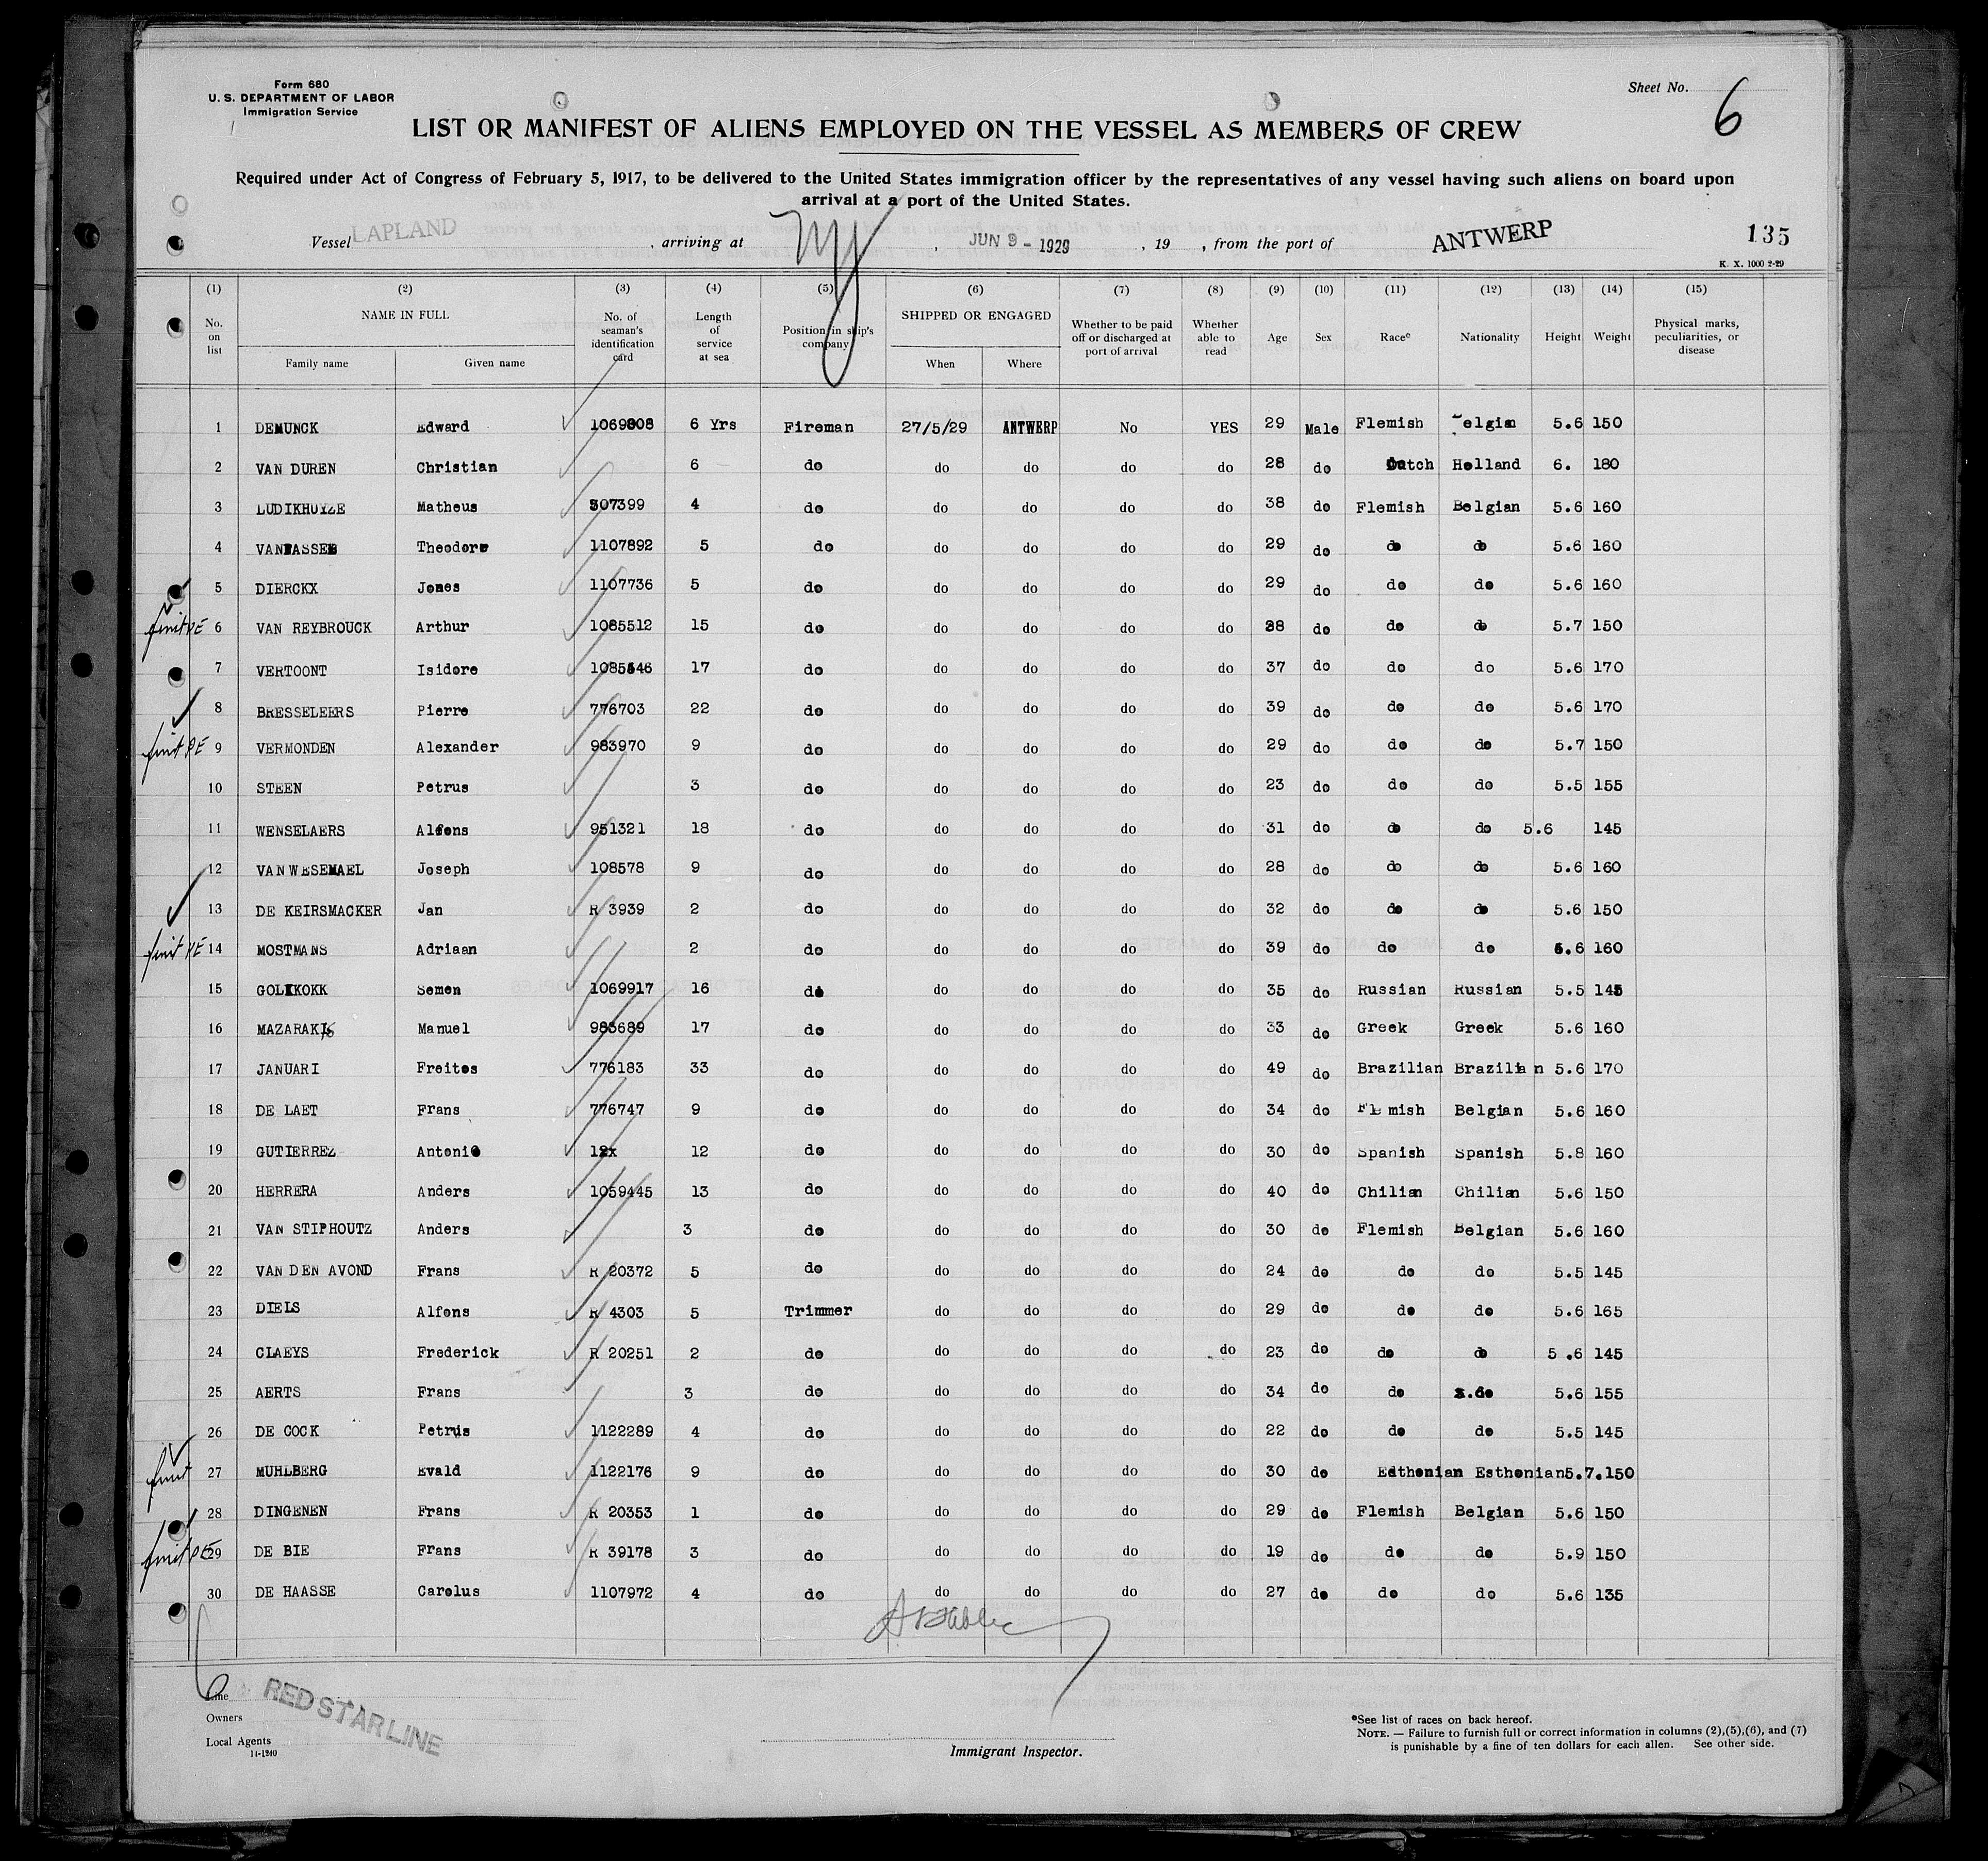 Form 680
U. S. DEPARTMENT OF LABOR
Immigration Service
Sheet No. 6
LIST OR MANIFEST OF ALIENS EMPLOYED ON THE VESSEL AS MEMBERS OF CREW
Required under Act of Congress of February 5, 1917, to be delivered to the United States immigration officer by the representatives of any vessel having such aliens on board upon
arrival at a port of the United States.
Vessel LAPLAND, arriving at NY, JUN 9 - 1929, 19 , from the port of ANTWERP 135
K. X. 1000 2-29
(1) (2) (3) (4) (5) (6) (7) (8) (9) (10) (11) (12) (13) (14) (15)
No. on list NAME IN FULL Family name Given name No. of seaman's identification card Length of service at sea Position in ship's company SHIPPED OR ENGAGED When Where Whether to be paid off or discharged at port of arrival Whether able to read Age Sex Race* Nationality Height Weight Physical marks, peculiarities, or disease
1 DEMUNCK Edward 1069808 6 Yrs Fireman 27/5/29 ANTWERP No YES 29 Male Flemish Belgian 5.6 150
2 VAN DUREN Christian 6 do do do do do 28 do Dutch Holland 6. 180
3 LUDIKHUYZE Matheus 507399 4 do do do do do 38 do Flemish Belgian 5.6 160
4 Theodore 1107892 5 do do do do do 29 do do do 5.6 160
5 DIERCKX Jones 1107736 5 do do do do do 29 do do do 5.6 160
6 VAN REYBROUCK Arthur 1085512 15 do do do do do 38 do do do 5.7 150
7 VERTOONT Isidore 1085546 17 do do do do do 37 do do do 5.6 170
8 BRESSELEERS Pierre 776703 22 do do do do do 39 do do do 5.6 170
9 VERMONDEN Alexander 983970 9 do do do do do 29 do do do 5.7 150
10 STEEN Petrus 3 do do do do do 23 do do do 5.5 155
11 WENSELAERS Alfons 951321 18 do do do do do 31 do do do 5.6 145
12 VAN WESEMAEL Joseph 108578 9 do do do do do 28 do do do 5.6 160
13 DE KEIRSMACKER Jan R 3939 2 do do do do do 32 do do do 5.6 150
14 MOSTMANS Adriaan 2 do do do do do 39 do do do 5.6 160
15 GOLIKOKK Semen 1069917 16 do do do do do 35 do Russian Russian 5.5 145
16 MAZARAKIS Manuel 983689 17 do do do do do 33 do Greek Greek 5.6 160
17 JANUARI Freitos 776183 33 do do do do do 49 do Brazilian Brazilian 5.6 170
18 DE LAET Frans 776747 9 do do do do do 34 do Flemish Belgian 5.6 160
19 GUTIERREZ Antonio 12x 12 do do do do do 30 do Spanish Spanish 5.8 160
20 HERRERA Anders 1059445 13 do do do do do 40 do Chilian Chilian 5.6 150
21 VAN STIPHOUTZ Anders 3 do do do do do 30 do Flemish Belgian 5.6 160
22 VAN DEN AVOND Frans R 20372 5 do do do do do 24 do do do 5.5 145
23 DIELS Alfons R 4303 5 Trimmer do do do do 29 do do do 5.6 165
24 CLAEYS Frederick R 20251 2 do do do do do 23 do do do 5.6 145
25 AERTS Frans 3 do do do do do 34 do do do 5.6 155
26 DE COCK Petrus 1122289 4 do do do do do 22 do do do 5.5 145
27 MUHLBERG Evald 1122176 9 do do do do do 30 do Esthonian Esthonian 5.7.150
28 DINGENEN Frans R 20353 1 do do do do do 29 do Flemish Belgian 5.6 150
29 DE BIE Frans R 39178 3 do do do do do 19 do do do 5.9 150
30 DE HAASSE Carolus 1107972 4 do do do do do 27 do do do 5.6 135
Line RED STAR LINE
Owners
Local Agents
14-1240
Immigrant Inspector.
*See list of races on back hereof.
NOTE. — Failure to furnish full or correct information in columns (2),(5),(6), and (7)
is punishable by a fine of ten dollars for each alien. See other side.